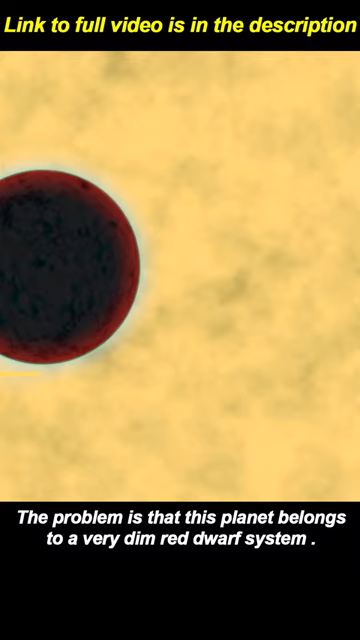 Link to full video is in the description
The problem is that this planet belongs
to a very dim red dwarf system .